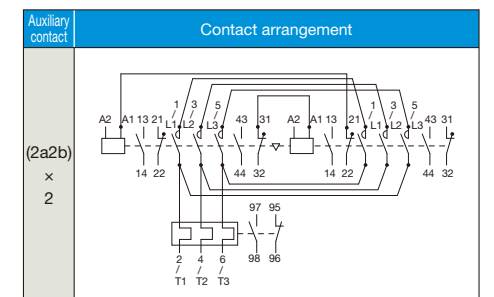 Auxiliary
contact
Contact arrangement
(2a2b)
×
2
1 3 5 1 3 5
A2 A1 13 21 L1 L2 L3 43 31 A2 A1 13 21 L1 L2 L3 43 31
14 22 44 32 14 22 44 32
97 95
98 96
2 4 6
/ / /
T1 T2 T3